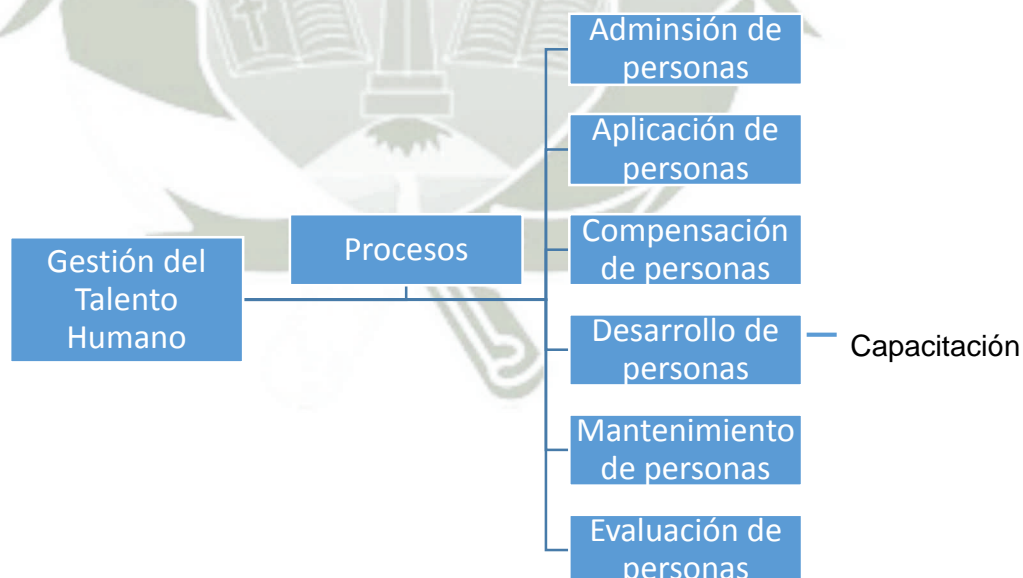 Gestión del
Talento
Humano
Procesos
Adminsión de
personas
Aplicación de
personas
Compensación
de personas
Desarrollo de
personas
Capacitación
Mantenimiento
de personas
Evaluación de
personas